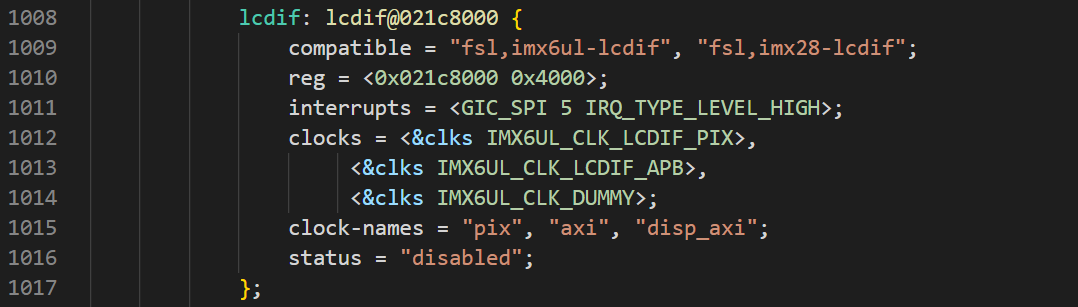 1008 lcdif: lcdif@021c8000 {
1009 compatible = "fsl,imx6ul-lcdif", "fsl,imx28-lcdif";
1010 reg = <0x021c8000 0x4000>;
1011 interrupts = <GIC_SPI 5 IRQ_TYPE_LEVEL_HIGH>;
1012 clocks = <&clks IMX6UL_CLK_LCDIF_PIX>,
1013 <&clks IMX6UL_CLK_LCDIF_APB>,
1014 <&clks IMX6UL_CLK_DUMMY>;
1015 clock-names = "pix", "axi", "disp_axi";
1016 status = "disabled";
1017 };